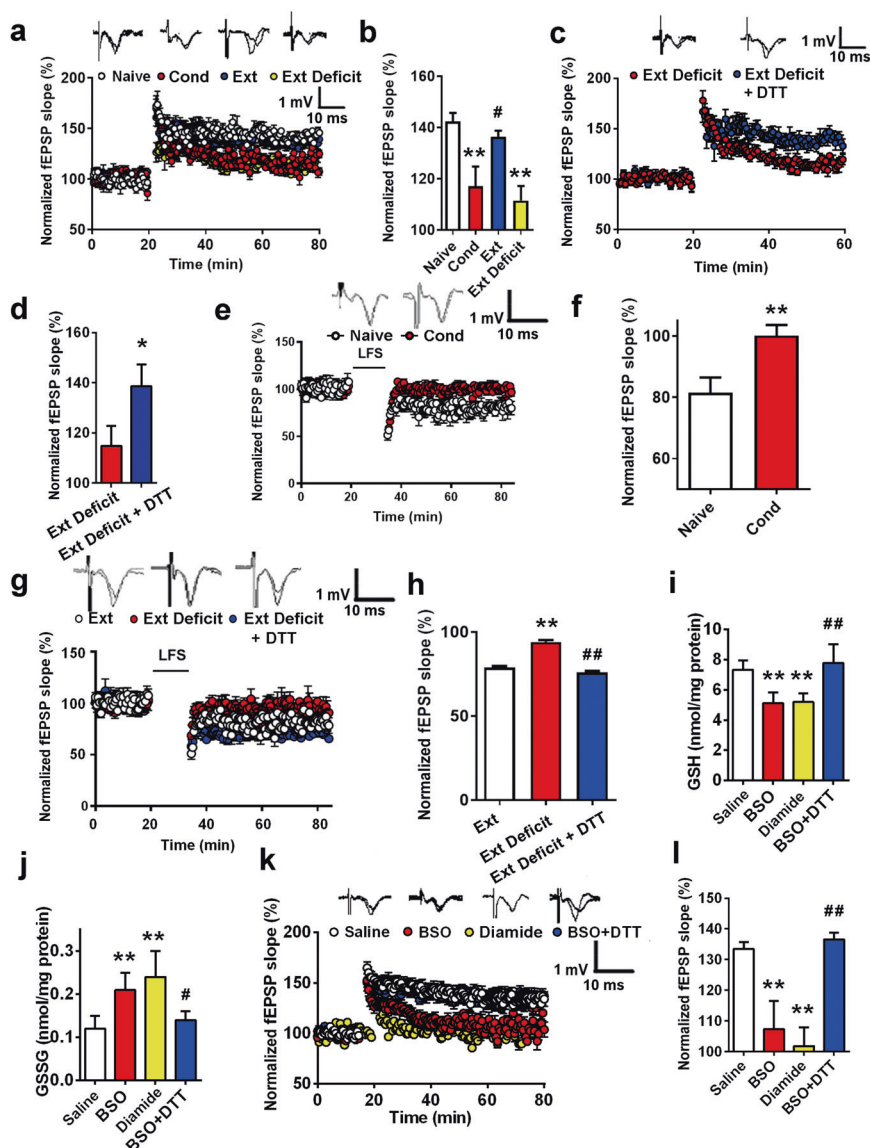 a
Naive Cond Ext Ext Deficit
1 mV
10 ms
Normalized fEPSP slope (%)
200
150
100
50
0 20 40 60 80
Time (min)
b
Normalized fEPSP slope (%)
160
140
120
100
Naive
Cond
Ext
Ext Deficit
**
#
**
c
1 mV
10 ms
Ext Deficit Ext Deficit
+ DTT
Normalized fEPSP slope (%)
200
150
100
50
0 20 40 60
Time (min)
d
Normalized fEPSP slope (%)
160
140
120
100
*
Ext Deficit
Ext Deficit + DTT
e
1 mV
10 ms
Naive Cond
LFS
Normalized fEPSP slope (%)
150
100
50
0
0 20 40 60 80
Time (min)
f
Normalized fEPSP slope (%)
100
80
60
**
Naive
Cond
g
1 mV
10 ms
Ext Ext Deficit Ext Deficit
+ DTT
LFS
Normalized fEPSP slope (%)
150
100
50
0
0 20 40 60 80
Time (min)
h
Normalized fEPSP slope (%)
100
75
50
0
**
##
Ext
Ext Deficit
Ext Deficit + DTT
i
GSH (nmol/mg protein)
10
8
6
4
2
0
** **
##
Saline
BSO
Diamide
BSO+DTT
j
GSSG (nmol/mg protein)
0.3
0.2
0.1
0.0
**
**
#
Saline
BSO
Diamide
BSO+DTT
k
Saline BSO Diamide BSO+DTT
1 mV
10 ms
Normalized fEPSP slope (%)
200
150
100
50
0 20 40 60 80
Time (min)
l
Normalized fEPSP slope (%)
150
140
130
120
110
100
**
**
##
Saline
BSO
Diamide
BSO+DTT